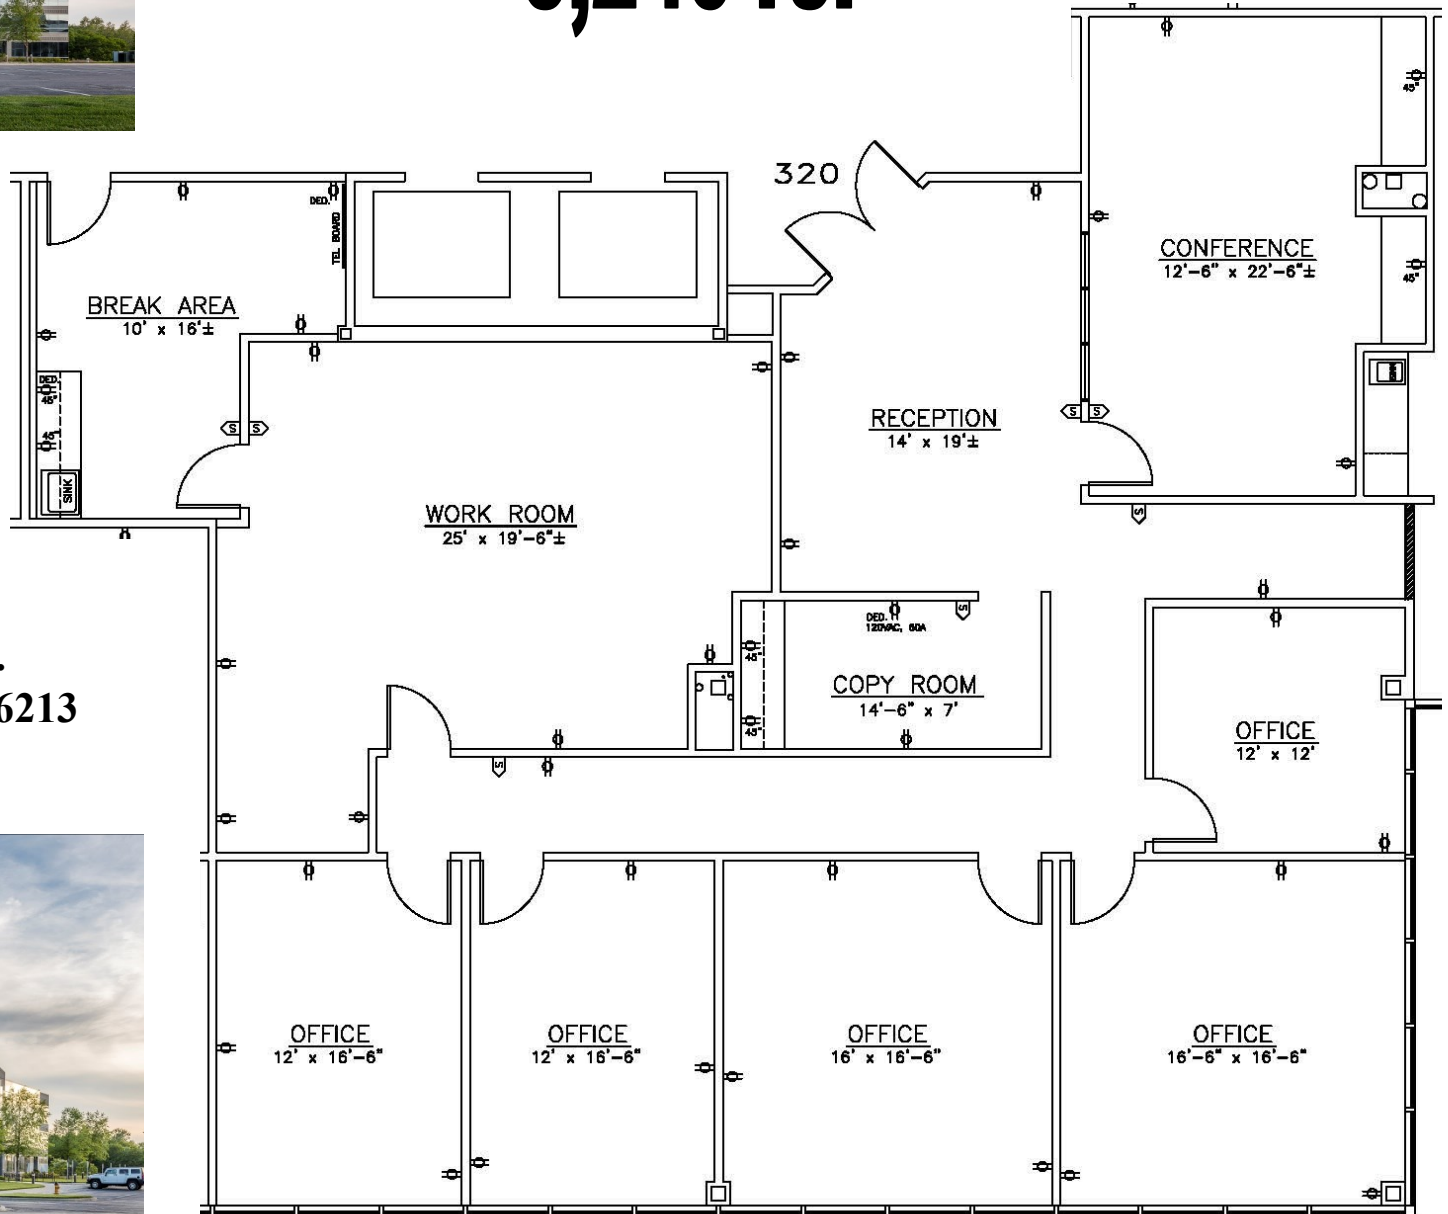 320
CONFERENCE
12'-6" x 22'-6"±
45"
45"
DED.
TEL BOARD
BREAK AREA
10' x 16'±
RECEPTION
14' x 19'±
S
S
S
S
DED
45"
45"
SINK
SINK
WORK ROOM
25' x 19'-6"±
S
DED.
120VAC, 60A
S
45"
COPY ROOM
14'-6" x 7'
45"
6213
OFFICE
12' x 12'
S
OFFICE
12' x 16'-6"
OFFICE
12' x 16'-6"
OFFICE
16' x 16'-6"
OFFICE
16'-6" x 16'-6"